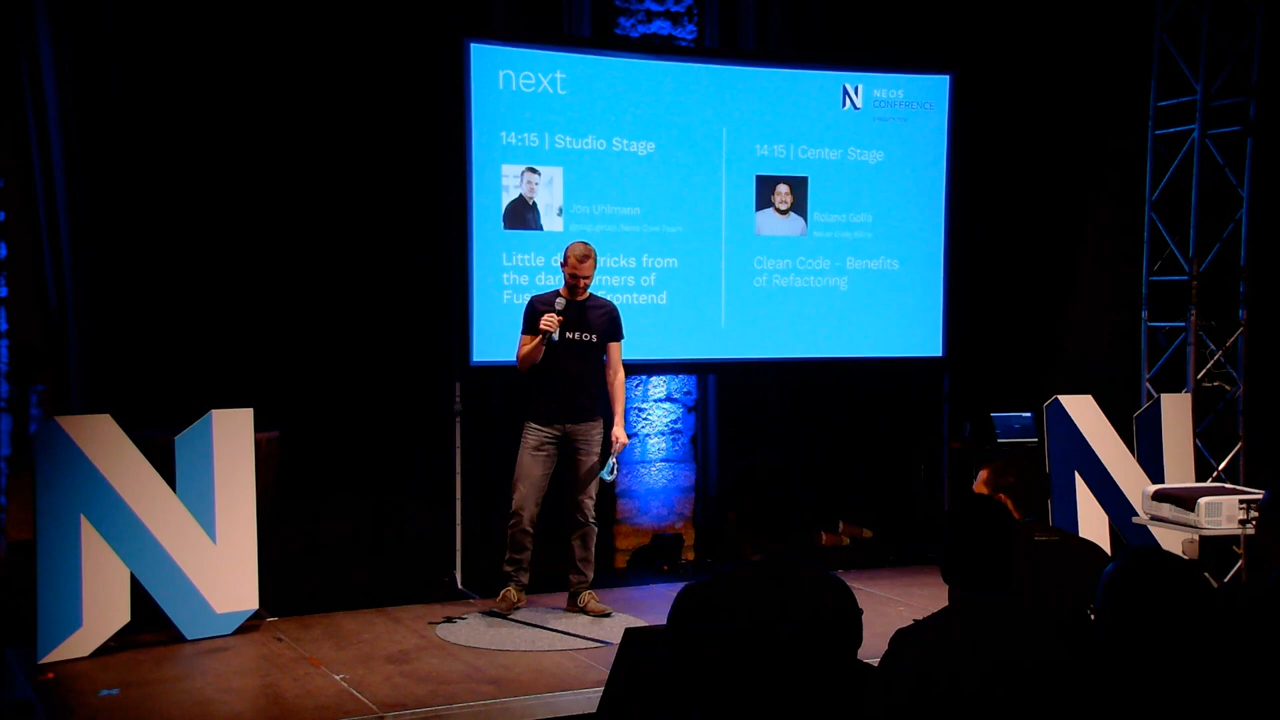 next
NEOS
CONFERENCE
14:15 | Studio Stage
Jon Uhlmann
Little d tricks from
the dar rners of
Fus Frontend
14:15 | Center Stage
Roland Golla
Clean Code - Benefits
of Refactoring
NEOS